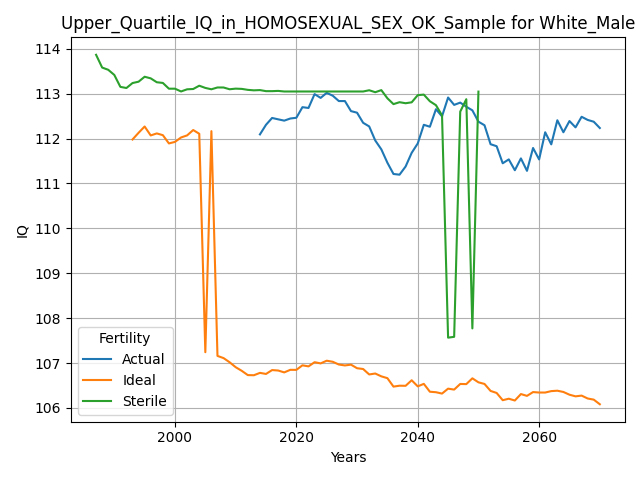 Upper_Quartile_IQ_in_HOMOSEXUAL_SEX_OK_Sample for White_Male
114
113
112
111
110
109
108
107
106
IQ
Fertility
Actual
Ideal
Sterile
2000
2020
2040
2060
Years